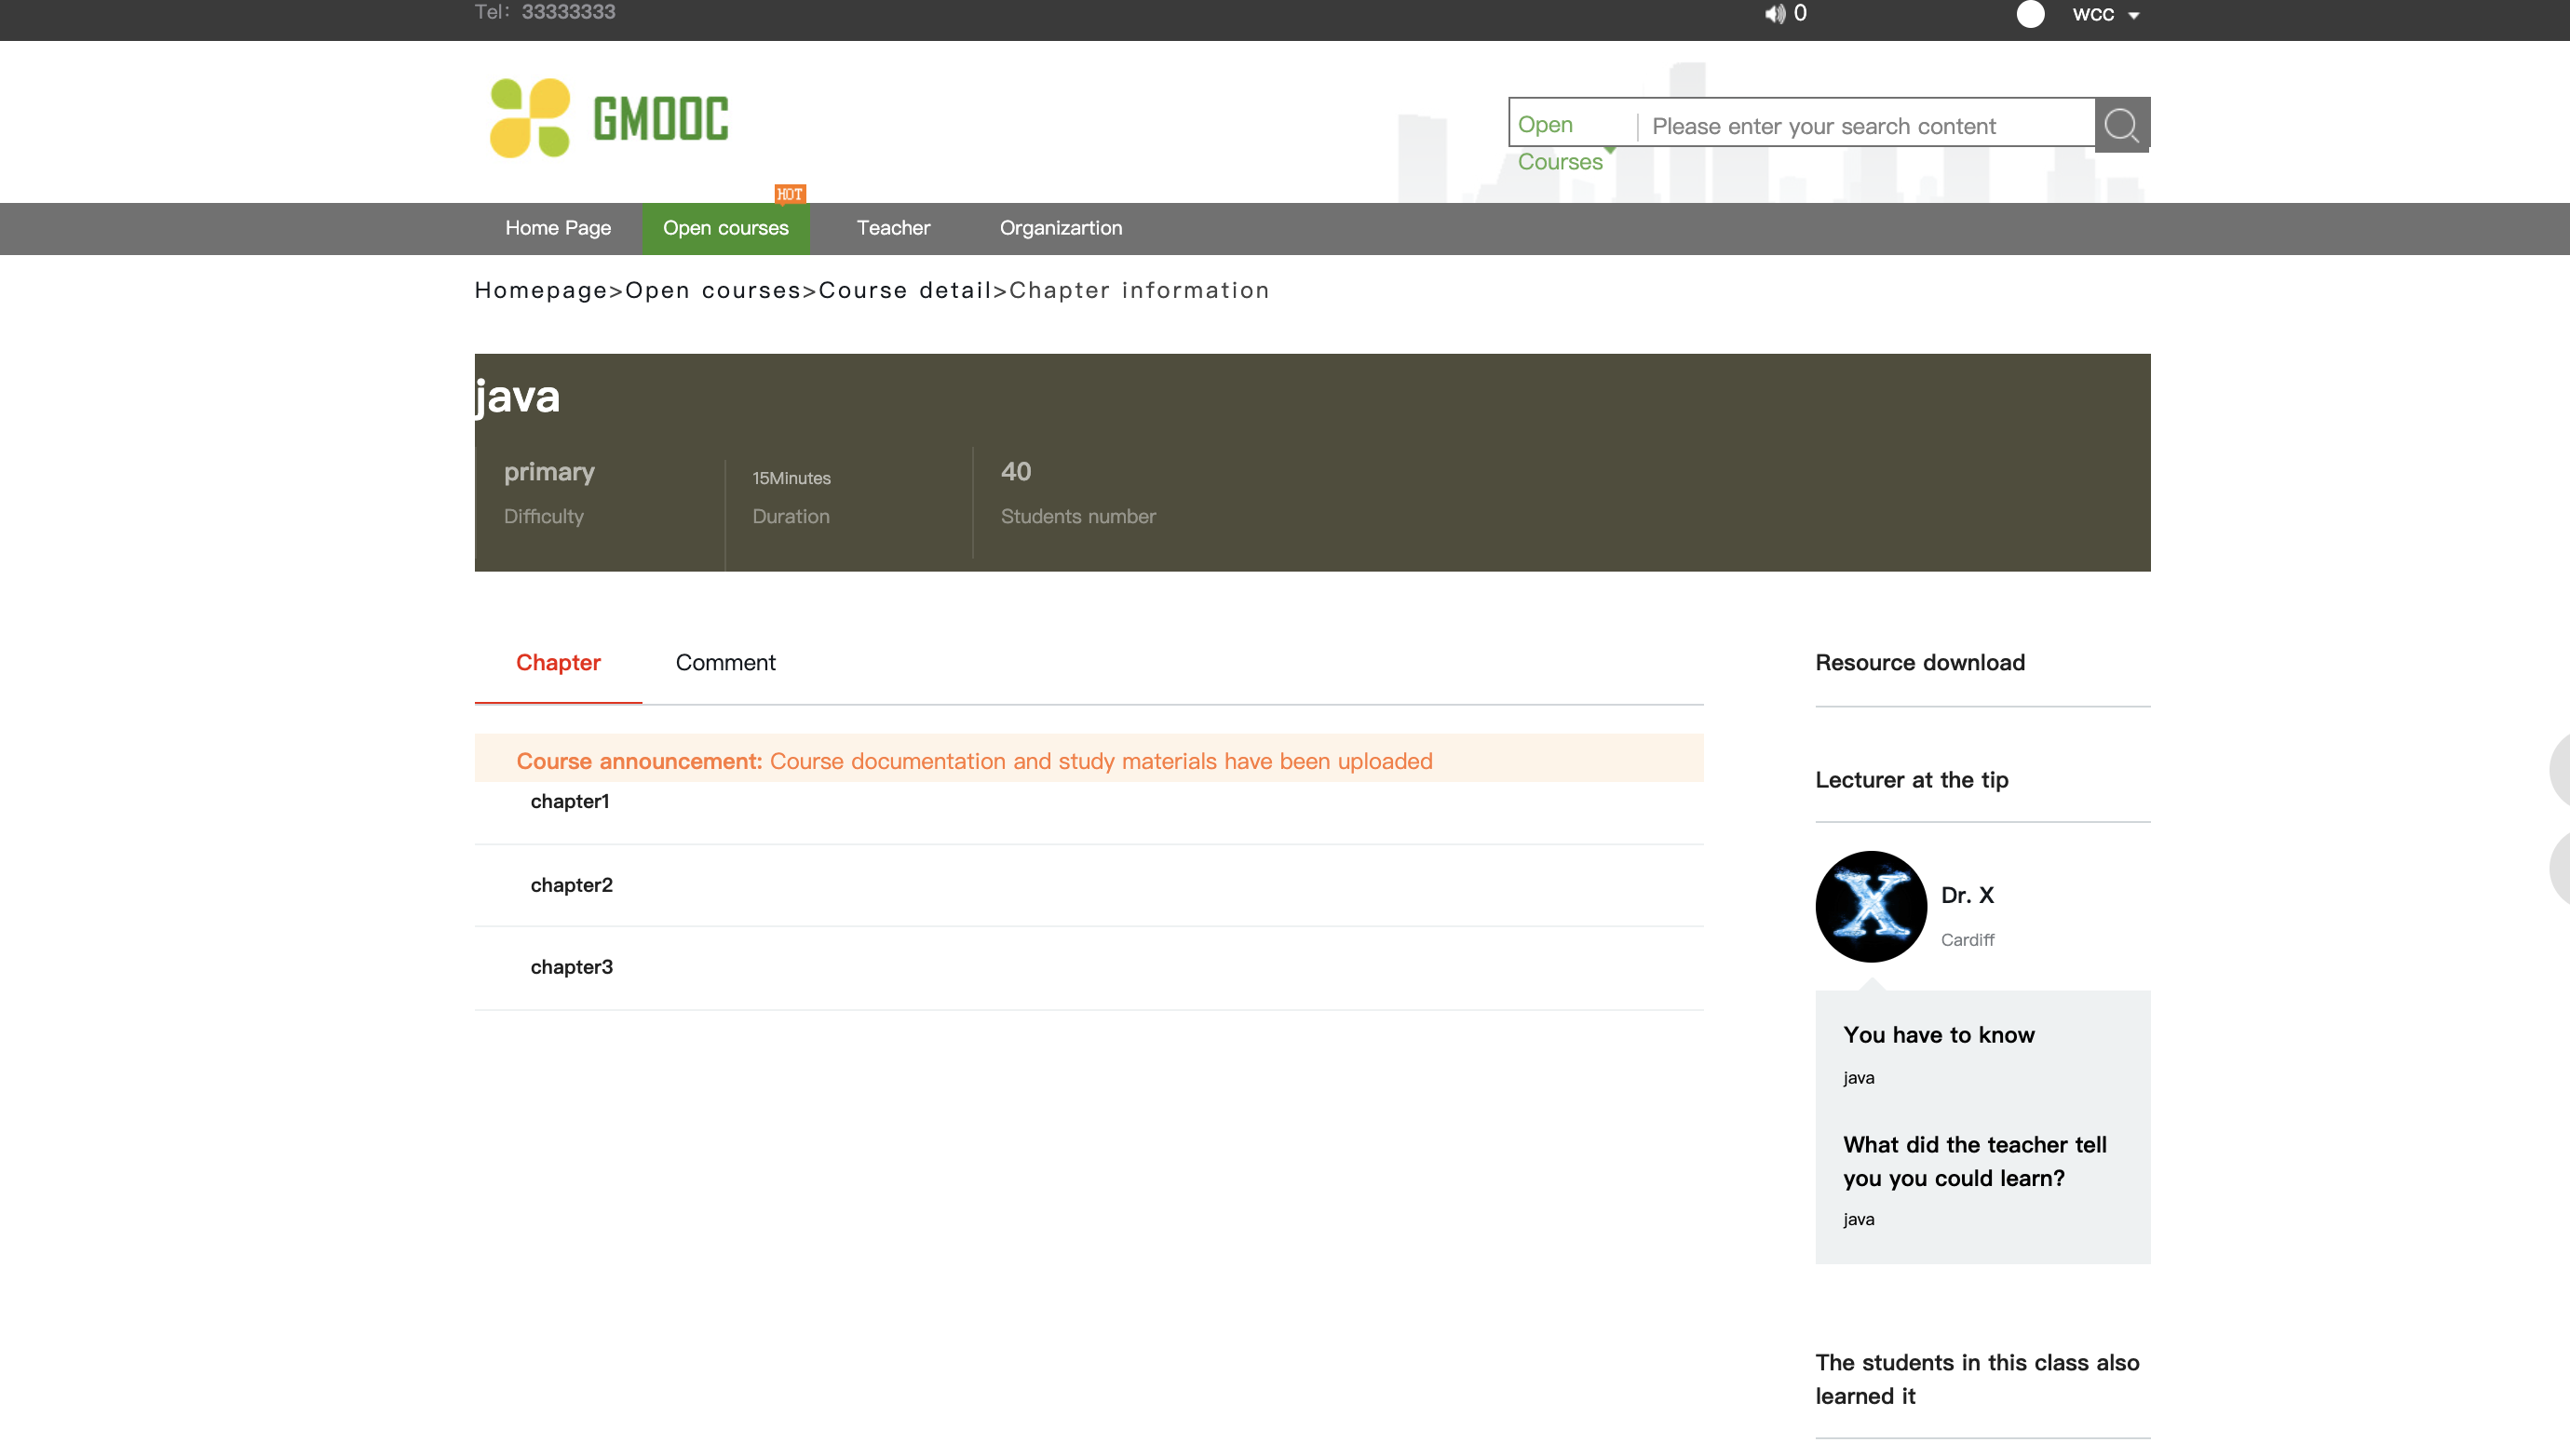 Tel：33333333
0
wcc
GMOOC
Open
Courses
Please enter your search content
HOT
Home Page
Open courses
Teacher
Organizartion
Homepage>Open courses>Course detail>Chapter information
java
primary
15Minutes
40
Difficulty
Duration
Students number
Chapter
Comment
Course announcement: Course documentation and study materials have been uploaded
chapter1
chapter2
chapter3
Resource download
Lecturer at the tip
X
Dr. X
Cardiff
You have to know
java
What did the teacher tell
you you could learn?
java
The students in this class also
learned it